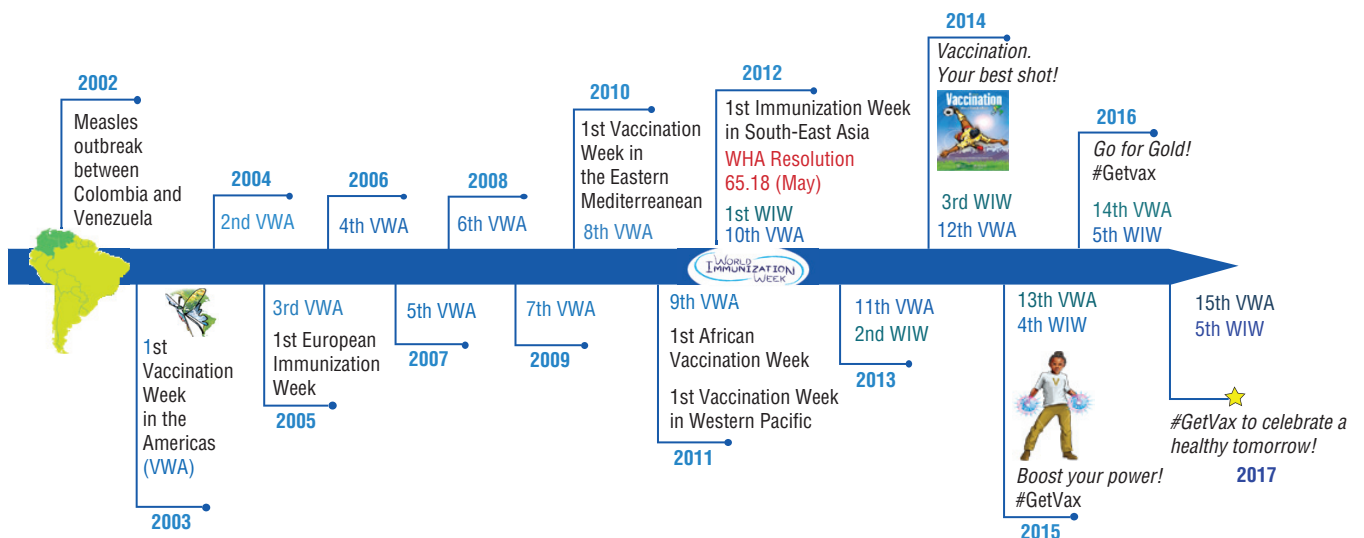 2002
Measles
outbreak
between
Colombia and
Venezuela
1st
Vaccination
Week
in the
Americas
(VWA)
2003
2004
2nd VWA
3rd VWA
1st European
Immunization
Week
2005
2006
4th VWA
5th VWA
2007
2008
6th VWA
7th VWA
2009
2010
1st Vaccination
Week in
the Eastern
Mediterranean
8th VWA
9th VWA
1st African
Vaccination Week
1st Vaccination Week
in Western Pacific
2011
2012
1st Immunization Week
in South-East Asia
WHA Resolution
65.18 (May)
1st WIW
10th VWA
WORLD
IMMUNIZATION
WEEK
11th VWA
2nd WIW
2013
2014
Vaccination.
Your best shot!
Vaccination
3rd WIW
12th VWA
13th VWA
4th WIW
V
Boost your power!
#GetVax
2015
2016
Go for Gold!
#Getvax
14th VWA
5th WIW
15th VWA
5th WIW
#GetVax to celebrate a
healthy tomorrow!
2017